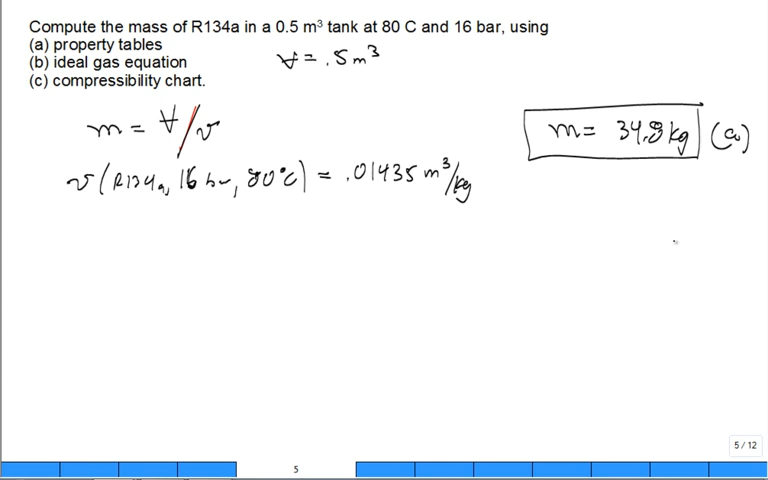 Compute the mass of R134a in a 0.5 m³ tank at 80 C and 16 bar, using
(a) property tables
(b) ideal gas equation
(c) compressibility chart.
V = .5 m³
m = V/v
m = 34.8 kg (a)
v (R134a, 16 bar, 80°C) = .01435 m³/kg
5 / 12
5